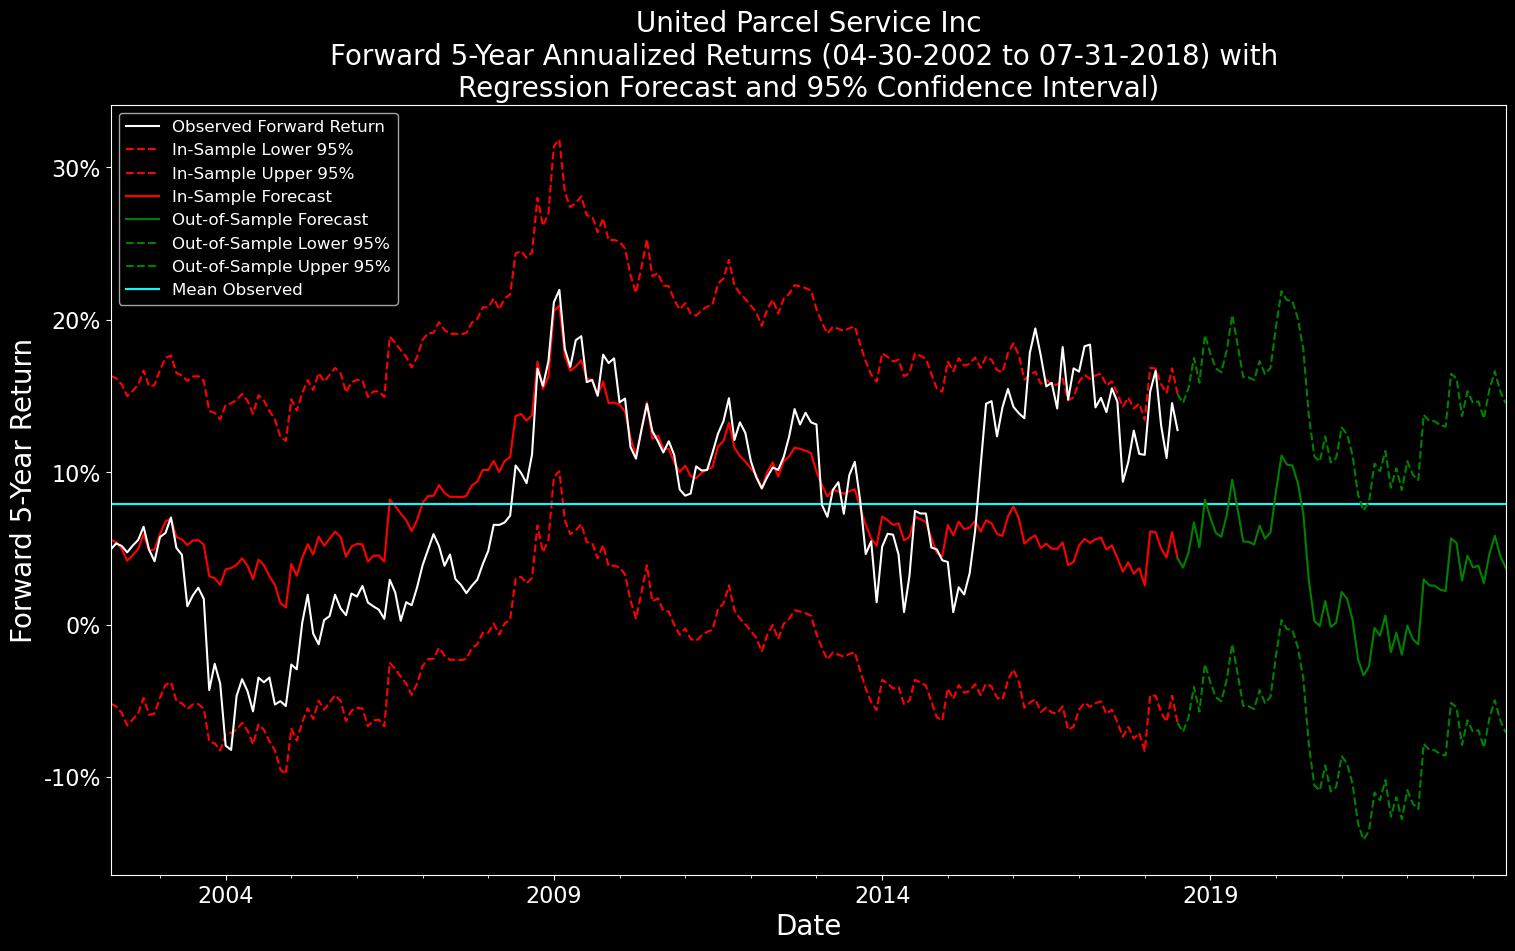 United Parcel Service Inc
Forward 5-Year Annualized Returns (04-30-2002 to 07-31-2018) with
Regression Forecast and 95% Confidence Interval)
Observed Forward Return
In-Sample Lower 95%
In-Sample Upper 95%
In-Sample Forecast
Out-of-Sample Forecast
Out-of-Sample Lower 95%
Out-of-Sample Upper 95%
Mean Observed
Forward 5-Year Return
30%
20%
10%
0%
-10%
2004
2009
2014
2019
Date